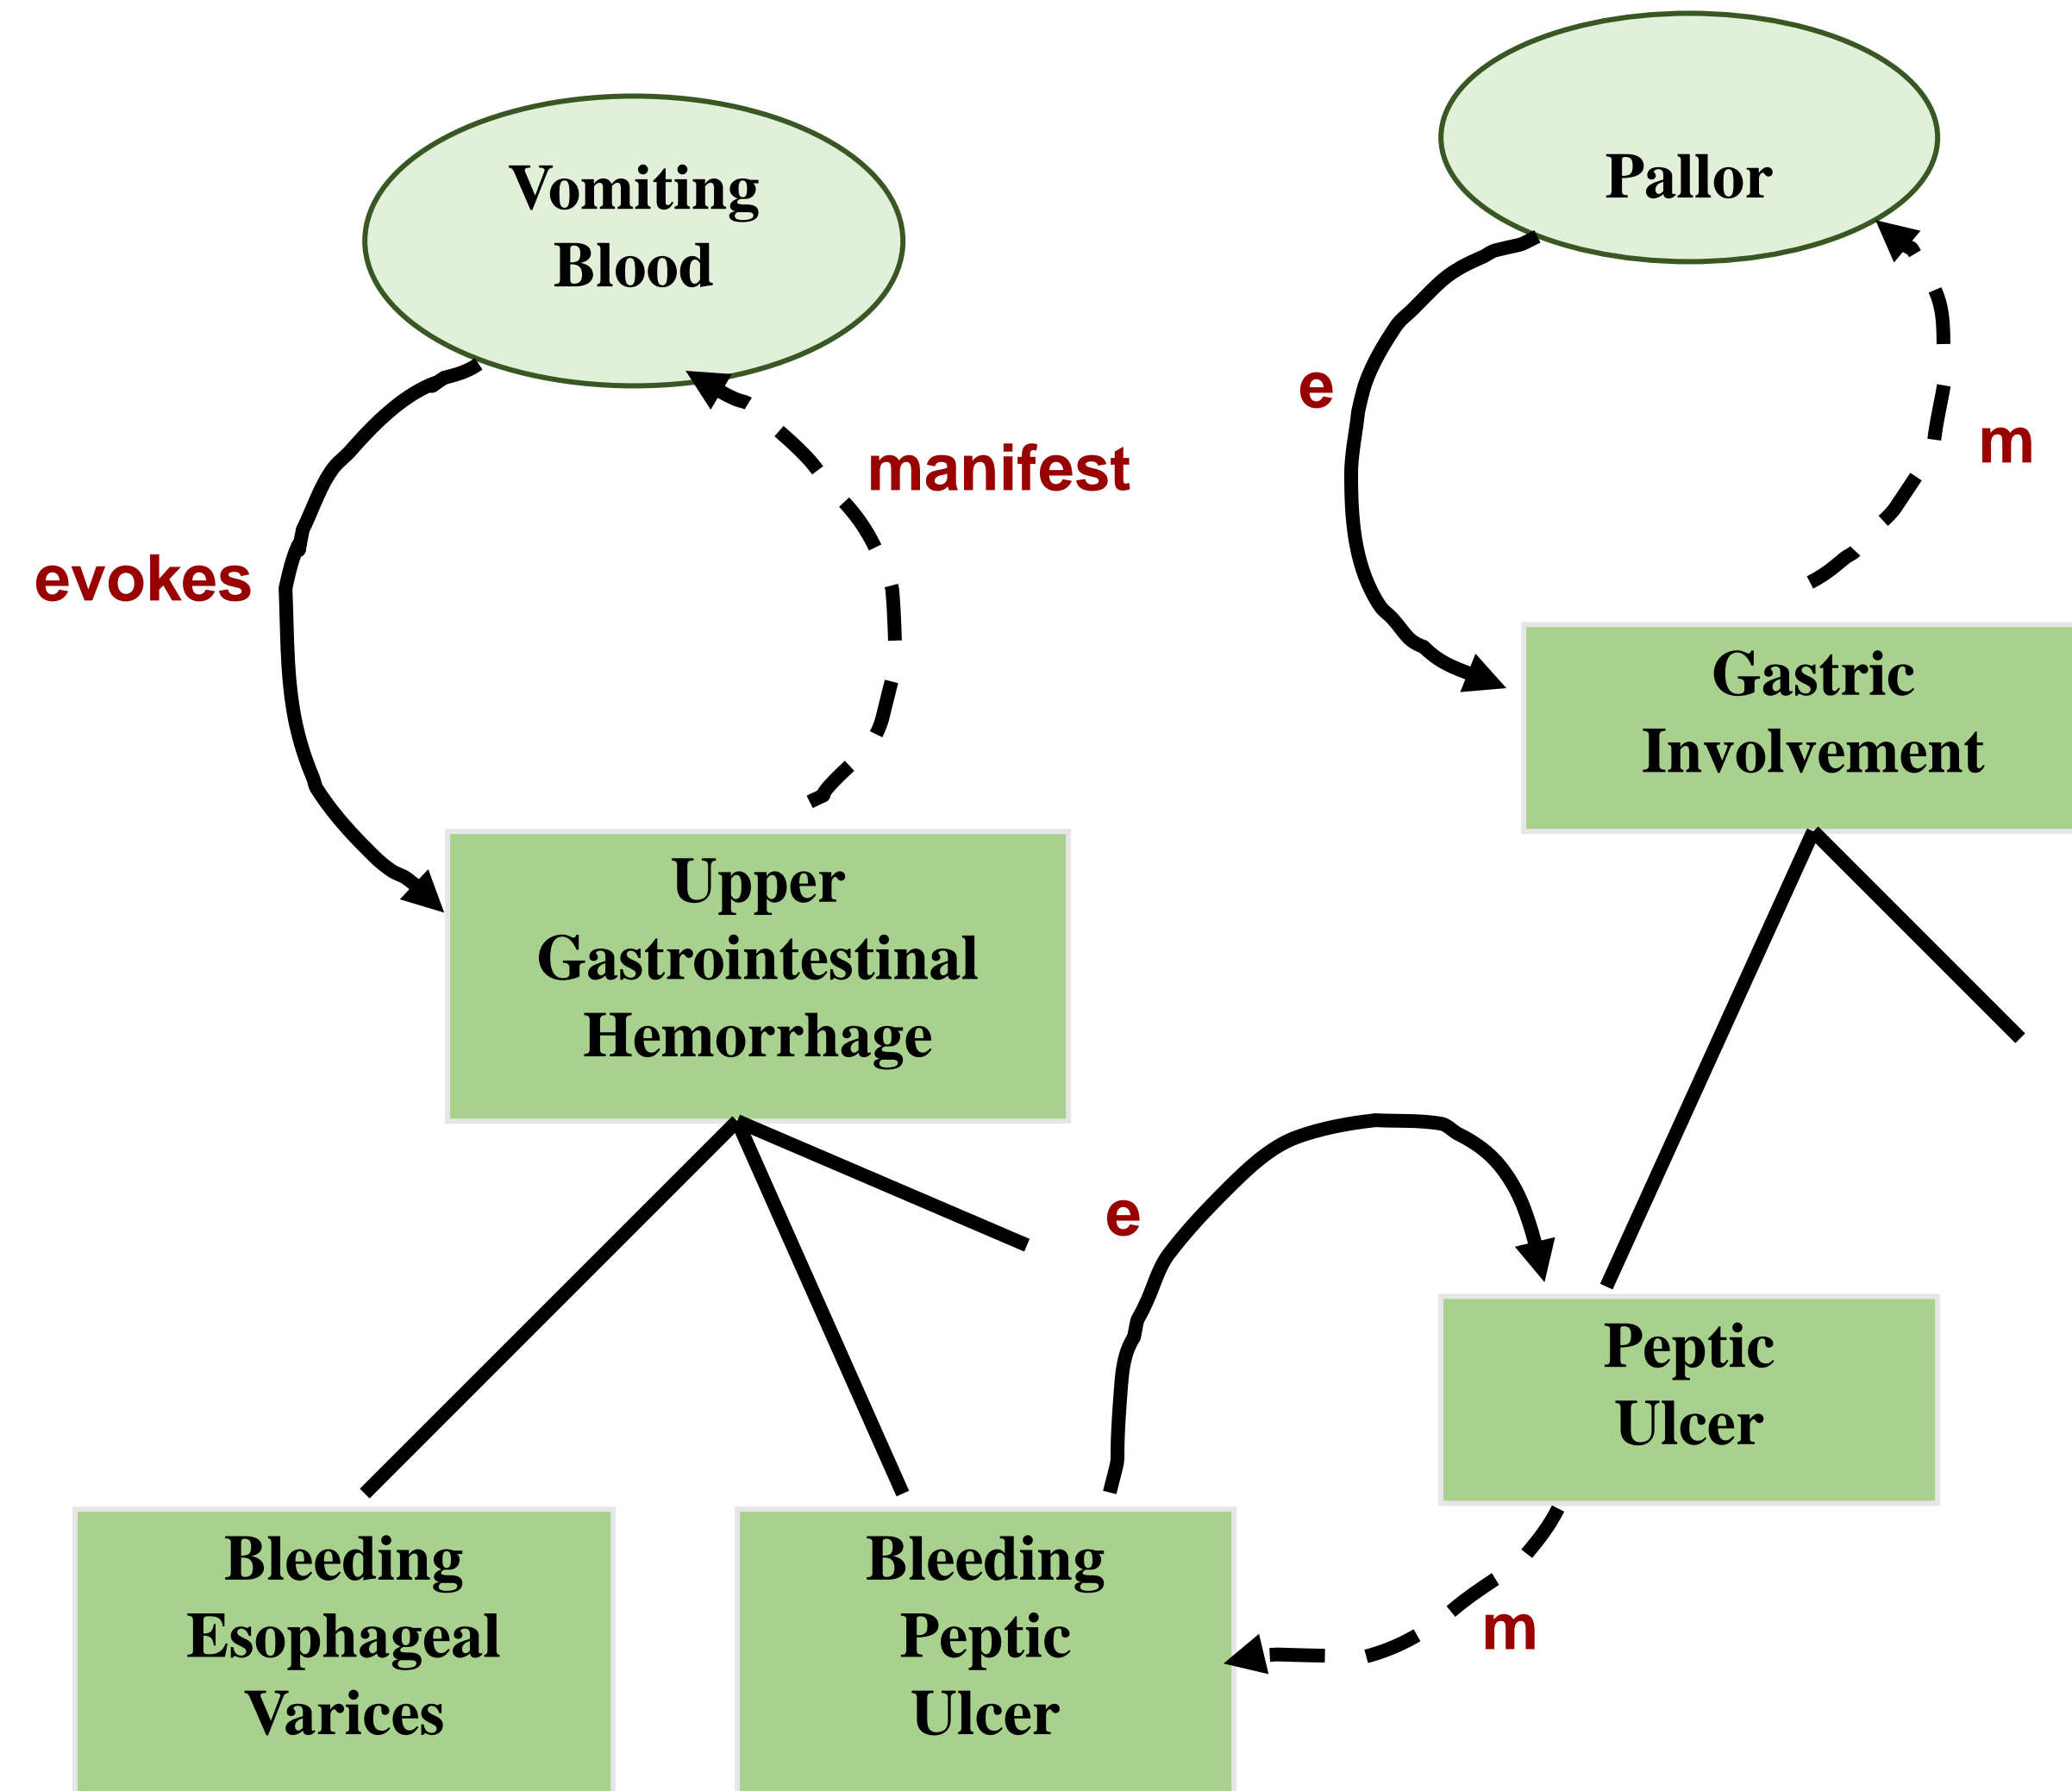 Pallor
Vomiting
Blood
e
m
manifest
evokes
Gastric
Involvement
Upper
Gastrointestinal
Hemorrhage
e
Peptic
Ulcer
Bleeding
Esophageal
Varices
Bleeding
Peptic
Ulcer
m